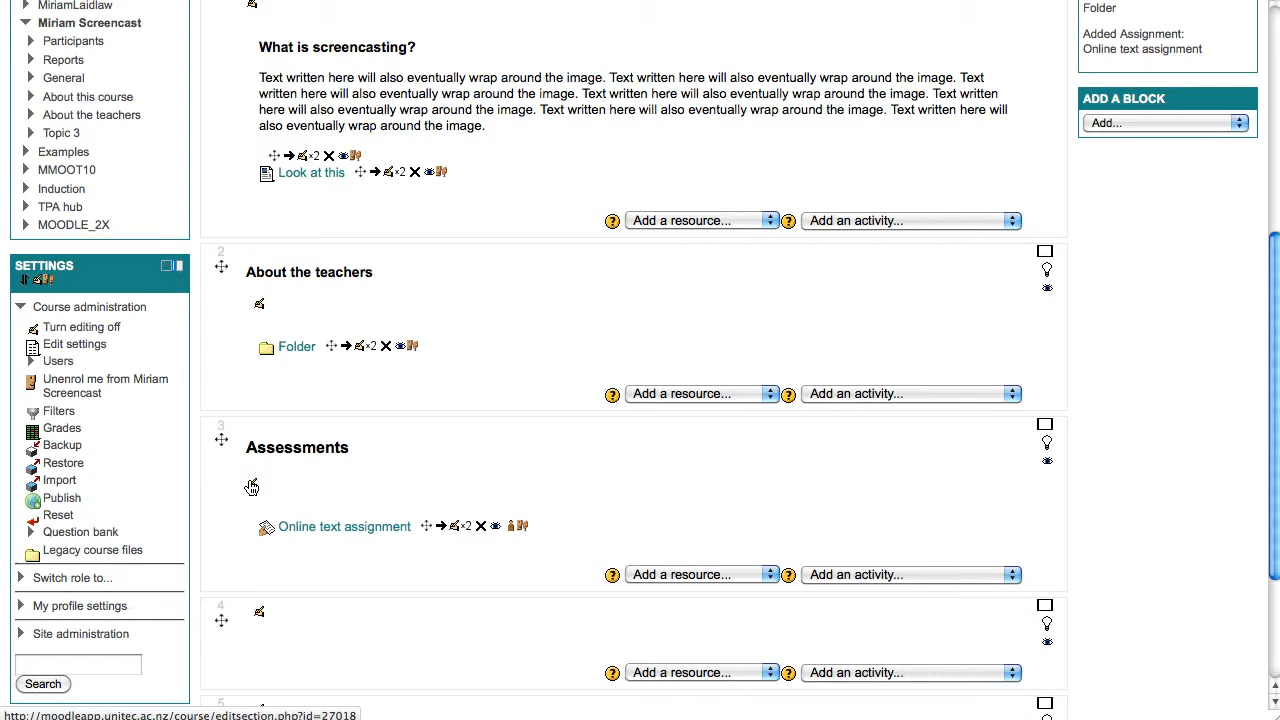 MiriamLaidlaw
Miriam Screencast
Participants
Reports
General
About this course
About the teachers
Topic 3
Examples
MMOOT10
Induction
TPA hub
MOODLE_2X
SETTINGS
Course administration
Turn editing off
Edit settings
Users
Unenrol me from Miriam
Screencast
Filters
Grades
Backup
Restore
Import
Publish
Reset
Question bank
Legacy course files
Switch role to...
My profile settings
Site administration
Search
http://moodleapp.unitec.ac.nz/course/editsection.php?id=27018
What is screencasting?
Text written here will also eventually wrap around the image. Text written here will also eventually wrap around the image. Text
written here will also eventually wrap around the image. Text written here will also eventually wrap around the image. Text written
here will also eventually wrap around the image. Text written here will also eventually wrap around the image. Text written here will
also eventually wrap around the image.
×2
Look at this ×2
Add a resource... Add an activity...
2
About the teachers
Folder ×2
Add a resource... Add an activity...
3
Assessments
Online text assignment ×2
Add a resource... Add an activity...
4
Add a resource... Add an activity...
5
Folder
Added Assignment:
Online text assignment
ADD A BLOCK
Add...